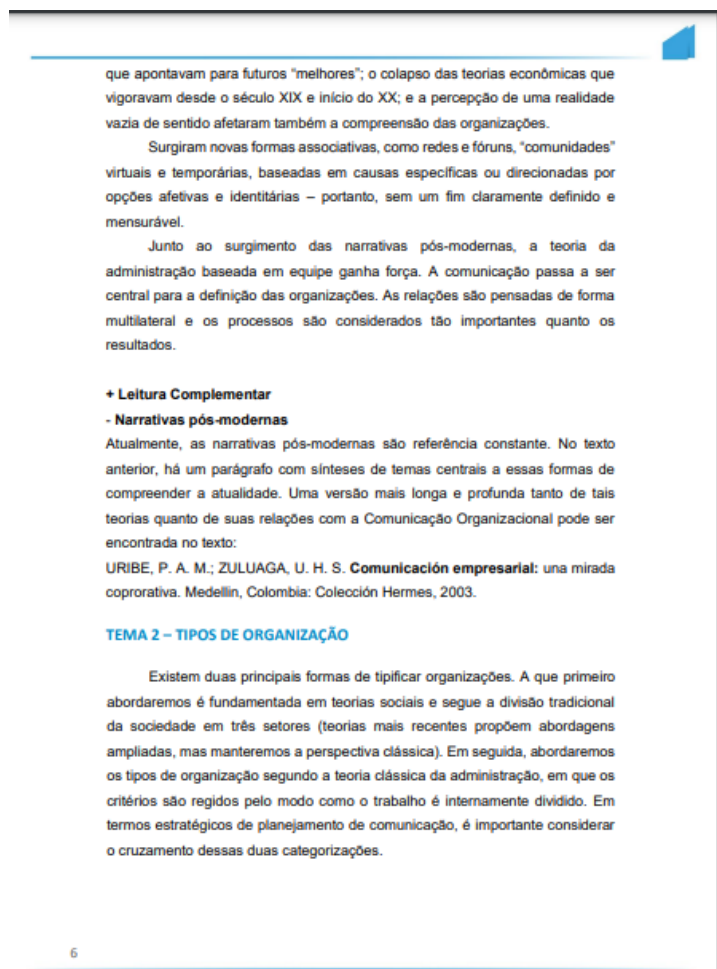 que apontavam para futuros “melhores”; o colapso das teorias econômicas que
vigoravam desde o século XIX e início do XX; e a percepção de uma realidade
vazia de sentido afetaram também a compreensão das organizações.
Surgiram novas formas associativas, como redes e fóruns, “comunidades”
virtuais e temporárias, baseadas em causas específicas ou direcionadas por
opções afetivas e identitárias – portanto, sem um fim claramente definido e
mensurável.
Junto ao surgimento das narrativas pós-modernas, a teoria da
administração baseada em equipe ganha força. A comunicação passa a ser
central para a definição das organizações. As relações são pensadas de forma
multilateral e os processos são considerados tão importantes quanto os
resultados.
+ Leitura Complementar
- Narrativas pós-modernas
Atualmente, as narrativas pós-modernas são referência constante. No texto
anterior, há um parágrafo com sínteses de temas centrais a essas formas de
compreender a atualidade. Uma versão mais longa e profunda tanto de tais
teorias quanto de suas relações com a Comunicação Organizacional pode ser
encontrada no texto:
URIBE, P. A. M.; ZULUAGA, U. H. S. Comunicación empresarial: una mirada
coprorativa. Medellin, Colombia: Colección Hermes, 2003.
TEMA 2 – TIPOS DE ORGANIZAÇÃO
Existem duas principais formas de tipificar organizações. A que primeiro
abordaremos é fundamentada em teorias sociais e segue a divisão tradicional
da sociedade em três setores (teorias mais recentes propõem abordagens
ampliadas, mas manteremos a perspectiva clássica). Em seguida, abordaremos
os tipos de organização segundo a teoria clássica da administração, em que os
critérios são regidos pelo modo como o trabalho é internamente dividido. Em
termos estratégicos de planejamento de comunicação, é importante considerar
o cruzamento dessas duas categorizações.
6